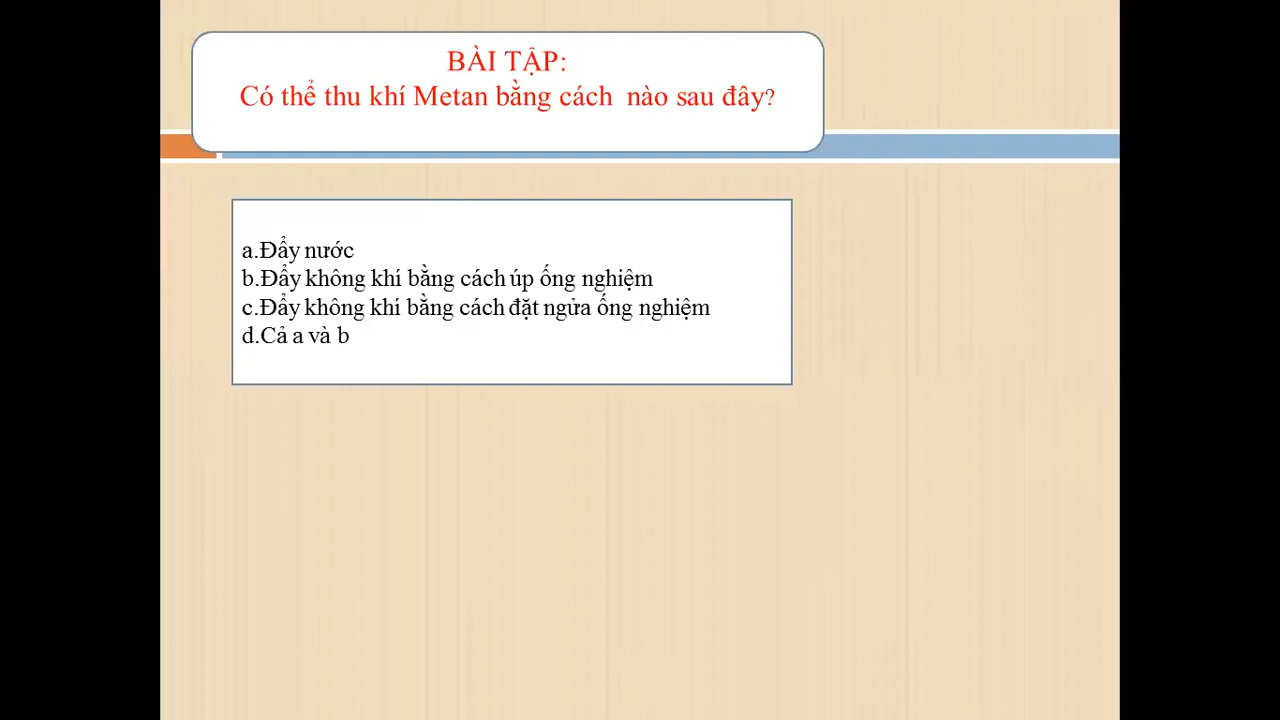 BÀI TẬP:
Có thể thu khí Metan bằng cách nào sau đây?
a.Đẩy nước
b.Đẩy không khí bằng cách úp ống nghiệm
c.Đẩy không khí bằng cách đặt ngửa ống nghiệm
d.Cả a và b